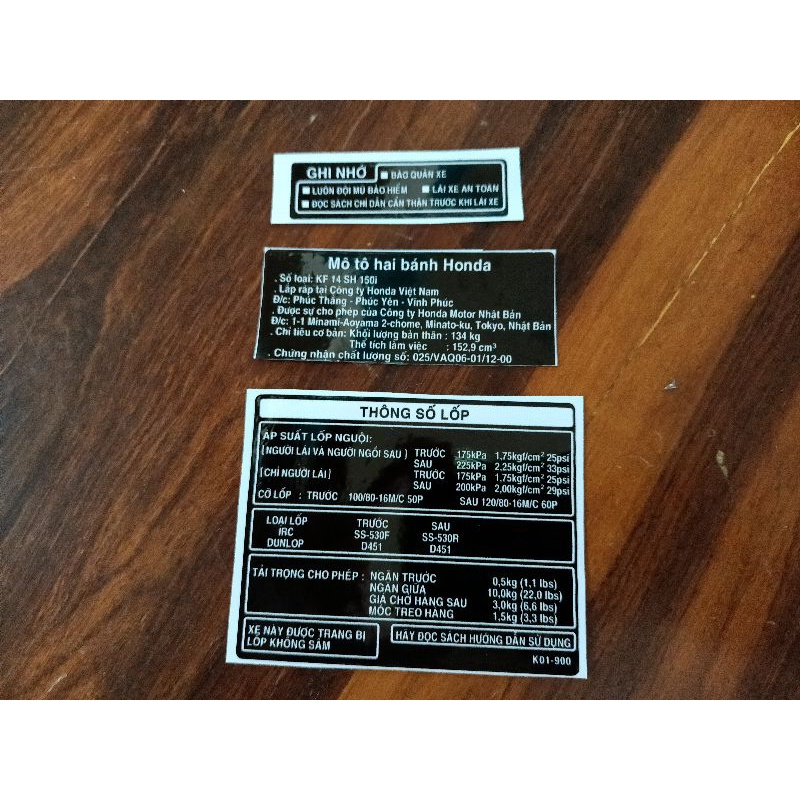 GHI NHỚ ■ BẢO QUẢN XE
■ LUÔN ĐỘI MŨ BẢO HIỂM ■ LÁI XE AN TOÀN
■ ĐỌC SÁCH CHỈ DẪN CẨN THẬN TRƯỚC KHI LÁI XE
Mô tô hai bánh Honda
. Số loại: KF 14 SH 150i
. Lắp ráp tại Công ty Honda Việt Nam
Đ/c: Phúc Thắng - Phúc Yên - Vĩnh Phúc
. Được sự cho phép của Công ty Honda Motor Nhật Bản
Đ/c: 1-1 Minami-Aoyama 2-chome, Minato-ku, Tokyo, Nhật Bản
. Chỉ tiêu cơ bản: Khối lượng bản thân : 134 kg
Thể tích làm việc : 152,9 cm³
. Chứng nhận chất lượng số: 025/VAQ06-01/12-00
THÔNG SỐ LỐP
ÁP SUẤT LỐP NGUỘI:
[NGƯỜI LÁI VÀ NGƯỜI NGỒI SAU ] TRƯỚC 175kPa 1,75kgf/cm² 25psi
SAU 225kPa 2,25kgf/cm² 33psi
[CHỈ NGƯỜI LÁI] TRƯỚC 175kPa 1,75kgf/cm² 25psi
SAU 200kPa 2,00kgf/cm² 29psi
CỠ LỐP : TRƯỚC 100/80-16M/C 50P SAU 120/80-16M/C 60P
LOẠI LỐP TRƯỚC SAU
IRC SS-530F SS-530R
DUNLOP D451 D451
TẢI TRỌNG CHO PHÉP : NGĂN TRƯỚC 0,5kg (1,1 lbs)
NGĂN GIỮA 10,0kg (22,0 lbs)
GIÁ CHỞ HÀNG SAU 3,0kg (6,6 lbs)
MÓC TREO HÀNG 1,5kg (3,3 lbs)
XE NÀY ĐƯỢC TRANG BỊ
LỐP KHÔNG SĂM
HÃY ĐỌC SÁCH HƯỚNG DẪN SỬ DỤNG
K01-900